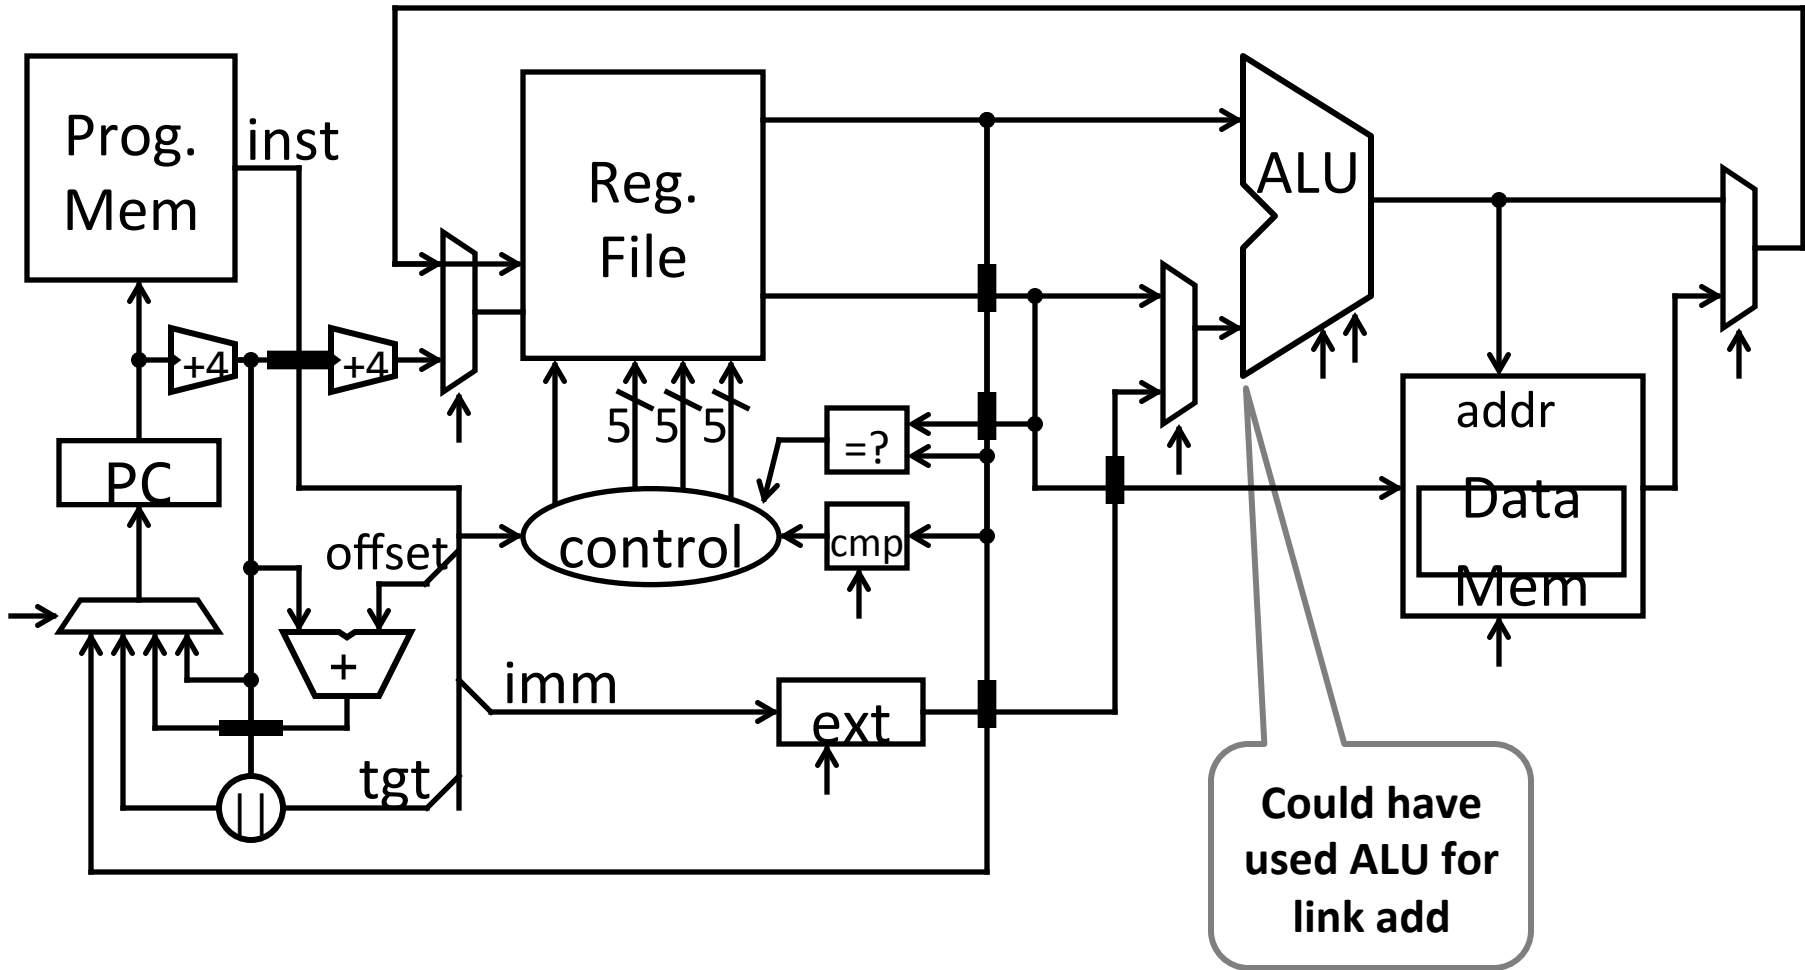 Prog.
Mem
inst
Reg.
File
ALU
+4
+4
addr
5
5
5
=?
PC
Data
Mem
offset
control
cmp
+
imm
ext
tgt
||
Could have
used ALU for
link add